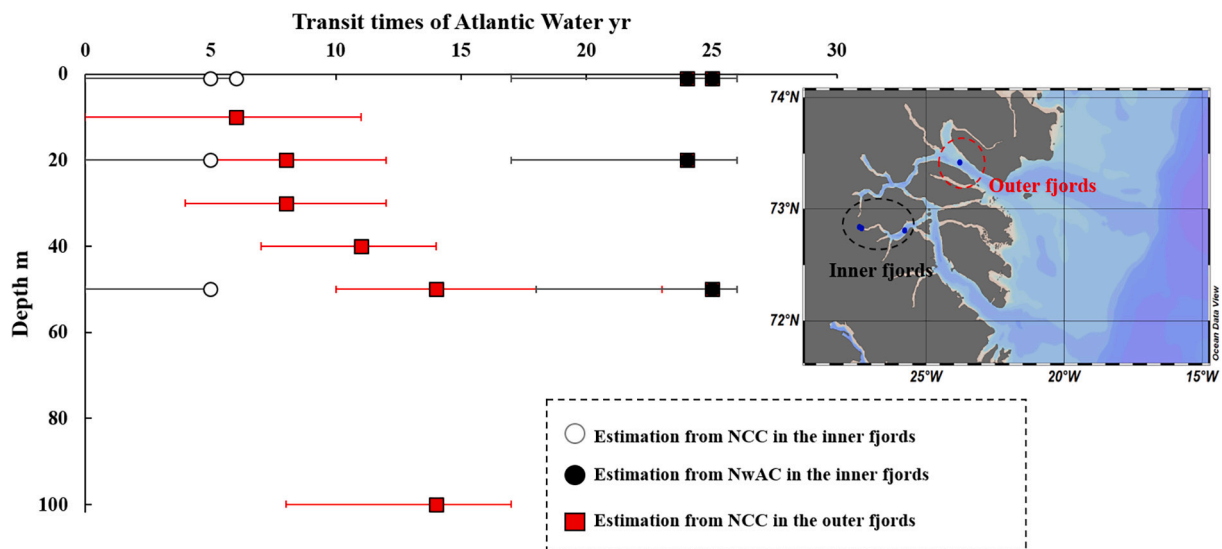 Transit times of Atlantic Water yr
0 5 10 15 20 25 30
Depth m
0
20
40
60
80
100
74°N
73°N
72°N
25°W 20°W 15°W
Outer fjords
Inner fjords
Ocean Data View
Estimation from NCC in the inner fjords
Estimation from NwAC in the inner fjords
Estimation from NCC in the outer fjords